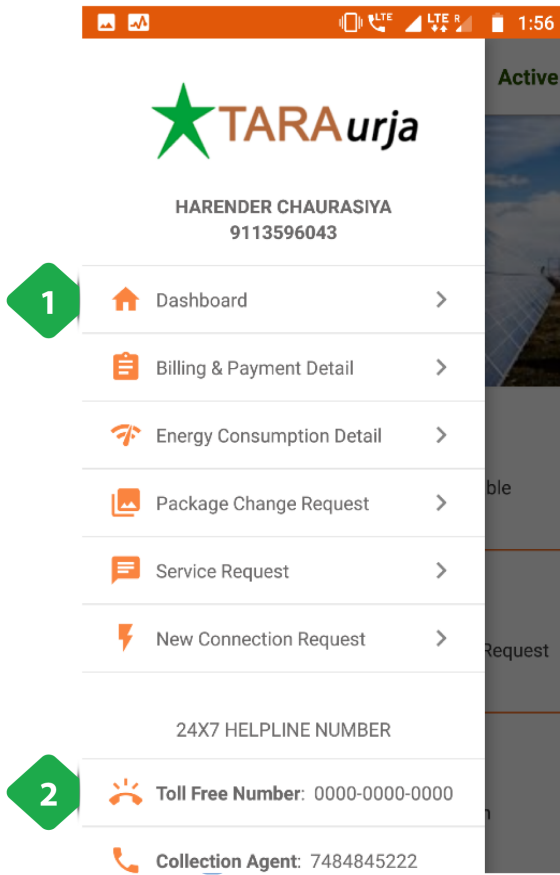 LTE LTE R 1:56
Active
TARA urja
HARENDER CHAURASIYA
9113596043
1 Dashboard
Billing & Payment Detail
Energy Consumption Detail
Package Change Request
ble
Service Request
New Connection Request
Request
24X7 HELPLINE NUMBER
2 Toll Free Number: 0000-0000-0000
Collection Agent: 7484845222